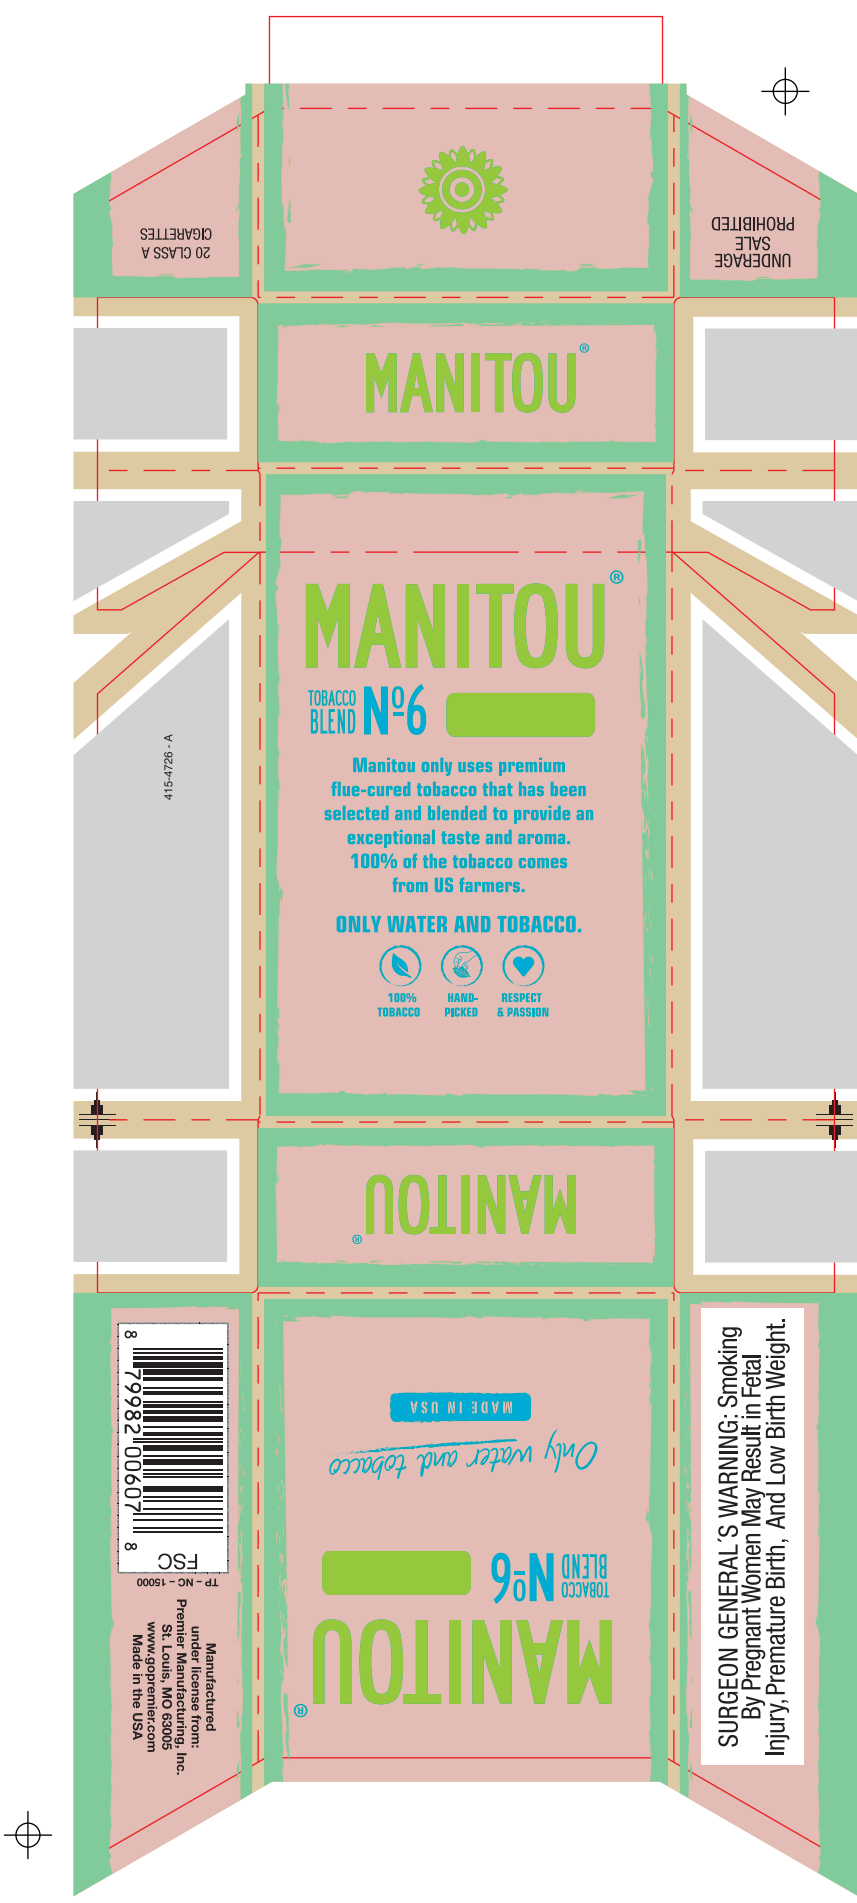 20 CLASS A
CIGARETTES
UNDERAGE
SALE
PROHIBITED
MANITOU®
MANITOU®
TOBACCO
BLEND
Nº6
Manitou only uses premium
flue-cured tobacco that has been
selected and blended to provide an
exceptional taste and aroma.
100% of the tobacco comes
from US farmers.
ONLY WATER AND TOBACCO.
100%
TOBACCO
HAND-
PICKED
RESPECT
& PASSION
415-4726 - A
MANITOU®
MANITOU®
TOBACCO
BLEND
Nº6
Only water and tobacco
MADE IN USA
8 79982 00607 8
FSC
TP – NC – 15000
Manufactured
under license from:
Premier Manufacturing, Inc.
St. Louis, MO 63005
www.gopremier.com
Made in the USA
SURGEON GENERAL´S WARNING: Smoking
By Pregnant Women May Result in Fetal
Injury, Premature Birth, And Low Birth Weight.